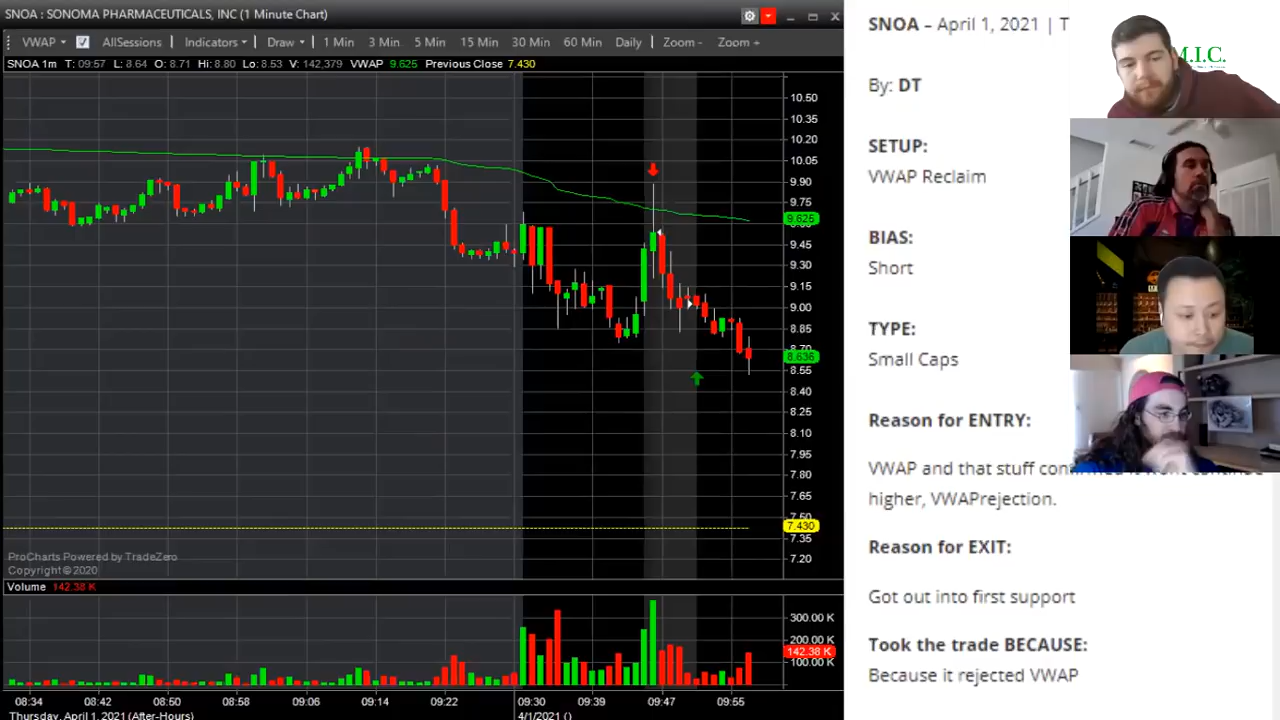 SNOA : SONOMA PHARMACEUTICALS, INC (1 Minute Chart)
VWAP AllSessions Indicators Draw 1 Min 3 Min 5 Min 15 Min 30 Min 60 Min Daily Zoom - Zoom +
SNOA 1m T: 09:57 L: 8.64 O: 8.71 Hi: 8.80 Lo: 8.53 V: 142,379 VWAP 9.625 Previous Close 7.430
10.50
10.35
10.20
10.05
9.90
9.75
9.625
9.45
9.30
9.15
9.00
8.85
8.70
8.636
8.55
8.40
8.25
8.10
7.95
7.80
7.65
7.50
7.430
7.35
7.20
ProCharts Powered by TradeZero
Copyright © 2020
Volume 142.38 K
300.00 K
200.00 K
142.38 K
100.00 K
08:34 08:42 08:50 08:58 09:06 09:14 09:22 09:30 09:39 09:47 09:55
Thursday, April 1, 2021 (After-Hours) 4/1/2021 ()
SNOA – April 1, 2021 | T
M.I.C.
By: DT
SETUP:
VWAP Reclaim
BIAS:
Short
TYPE:
Small Caps
Reason for ENTRY:
VWAP and that stuff
higher, VWAPrejection.
Reason for EXIT:
Got out into first support
Took the trade BECAUSE:
Because it rejected VWAP